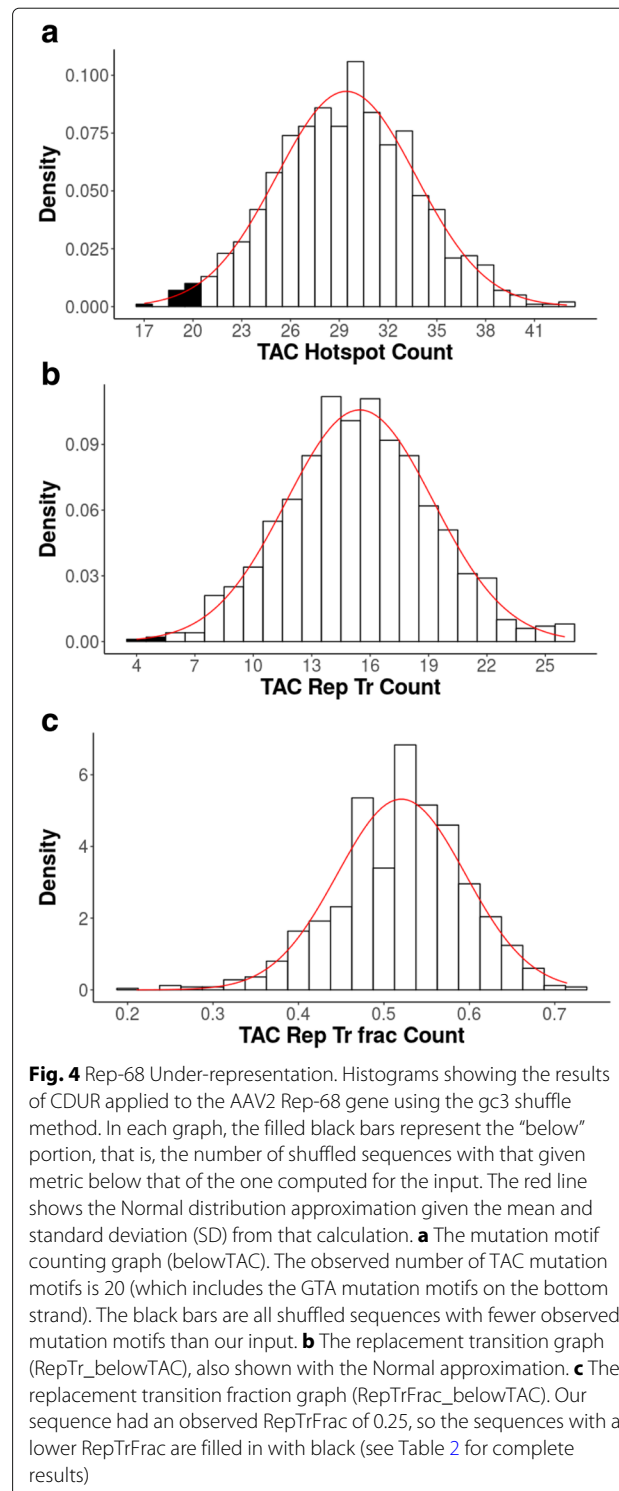 a
0.100
0.075
0.050
0.025
0.000
Density
17 20 23 26 29 32 35 38 41
TAC Hotspot Count
b
0.09
0.06
0.03
0.00
Density
4 7 10 13 16 19 22 25
TAC Rep Tr Count
c
6
4
2
0
Density
0.2 0.3 0.4 0.5 0.6 0.7
TAC Rep Tr frac Count
Fig. 4 Rep-68 Under-representation. Histograms showing the results
of CDUR applied to the AAV2 Rep-68 gene using the gc3 shuffle
method. In each graph, the filled black bars represent the “below”
portion, that is, the number of shuffled sequences with that given
metric below that of the one computed for the input. The red line
shows the Normal distribution approximation given the mean and
standard deviation (SD) from that calculation. a The mutation motif
counting graph (belowTAC). The observed number of TAC mutation
motifs is 20 (which includes the GTA mutation motifs on the bottom
strand). The black bars are all shuffled sequences with fewer observed
mutation motifs than our input. b The replacement transition graph
(RepTr_belowTAC), also shown with the Normal approximation. c The
replacement transition fraction graph (RepTrFrac_belowTAC). Our
sequence had an observed RepTrFrac of 0.25, so the sequences with a
lower RepTrFrac are filled in with black (see Table 2 for complete
results)